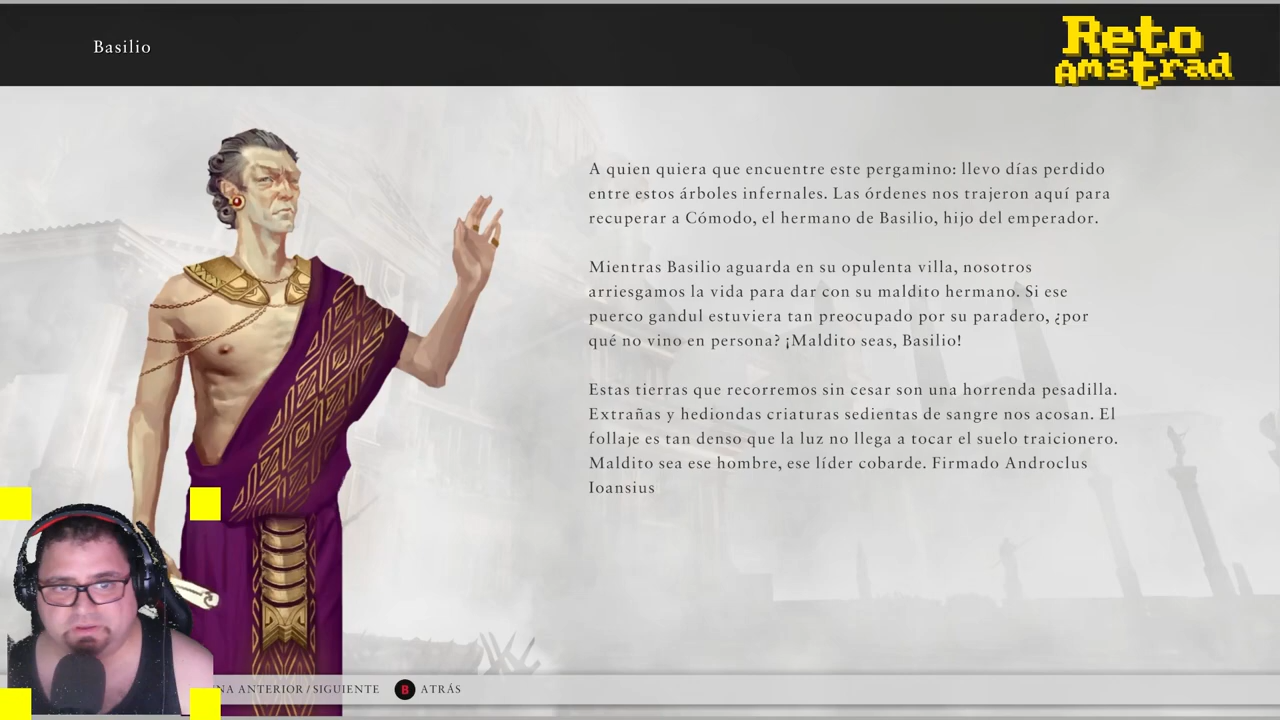 Basilio
Reto
Amstrad
A quien quiera que encuentre este pergamino: llevo días perdido
entre estos árboles infernales. Las órdenes nos trajeron aquí para
recuperar a Cómodo, el hermano de Basilio, hijo del emperador.
Mientras Basilio aguarda en su opulenta villa, nosotros
arriesgamos la vida para dar con su maldito hermano. Si ese
puerco gandul estuviera tan preocupado por su paradero, ¿por
qué no vino en persona? ¡Maldito seas, Basilio!
Estas tierras que recorremos sin cesar son una horrenda pesadilla.
Extrañas y hediondas criaturas sedientas de sangre nos acosan. El
follaje es tan denso que la luz no llega a tocar el suelo traicionero.
Maldito sea ese hombre, ese líder cobarde. Firmado Androclus
Ioansius
ANTERIOR / SIGUIENTE B ATRÁS